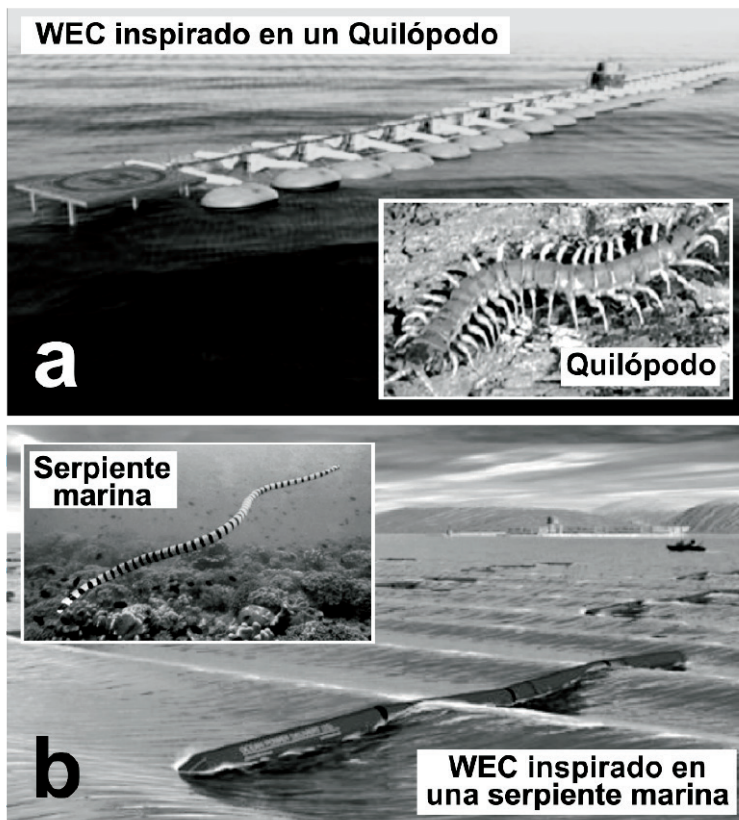 WEC inspirado en un Quilópodo
Quilópodo
a
Serpiente
marina
WEC inspirado en
una serpiente marina
b